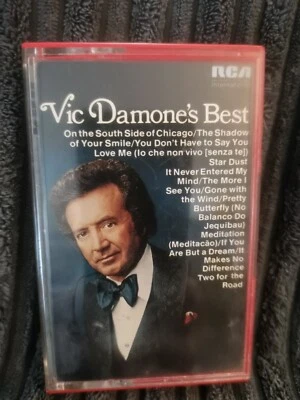 RCA
Vic Damone's Best
On the South Side of Chicago/The Shadow
of Your Smile/You Don't Have to Say You
Love Me (Io che non vivo [senza te])
Star Dust
It Never Entered My
Mind/The More I
See You/Gone with
the Wind/Pretty
Butterfly (No
Balanco Do
Jequibau)
Meditation
(Meditacão)/If You
Are But a Dream/It
Makes No
Difference
Two for the
Road